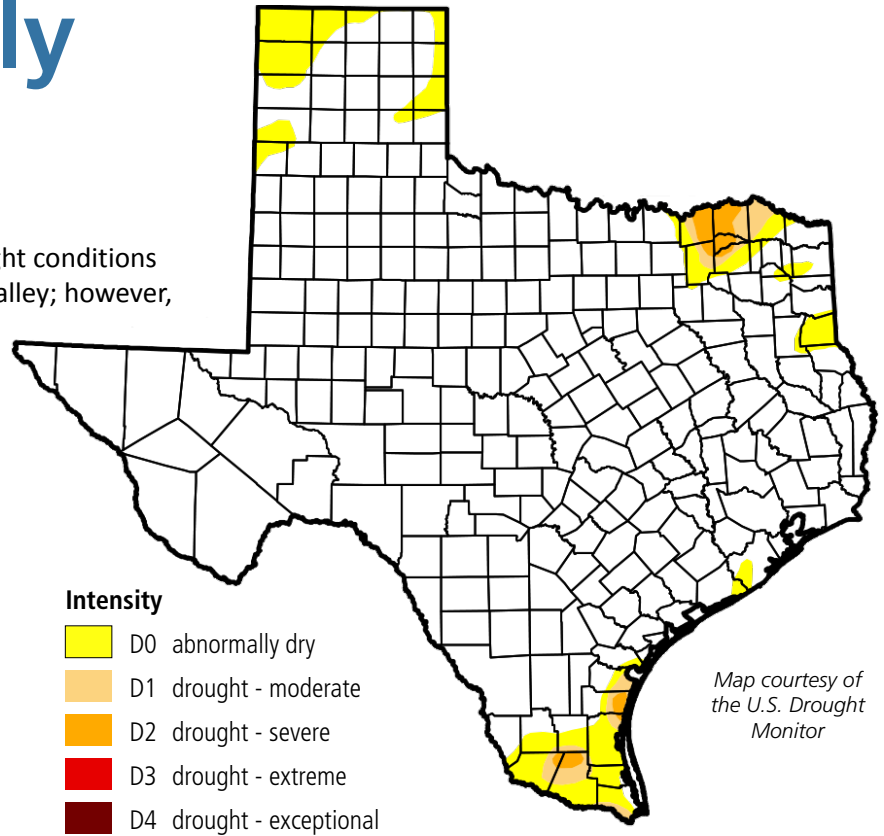 ly
ght conditions
alley; however,
Intensity
D0 abnormally dry
D1 drought - moderate
D2 drought - severe
D3 drought - extreme
D4 drought - exceptional
Map courtesy of
the U.S. Drought
Monitor